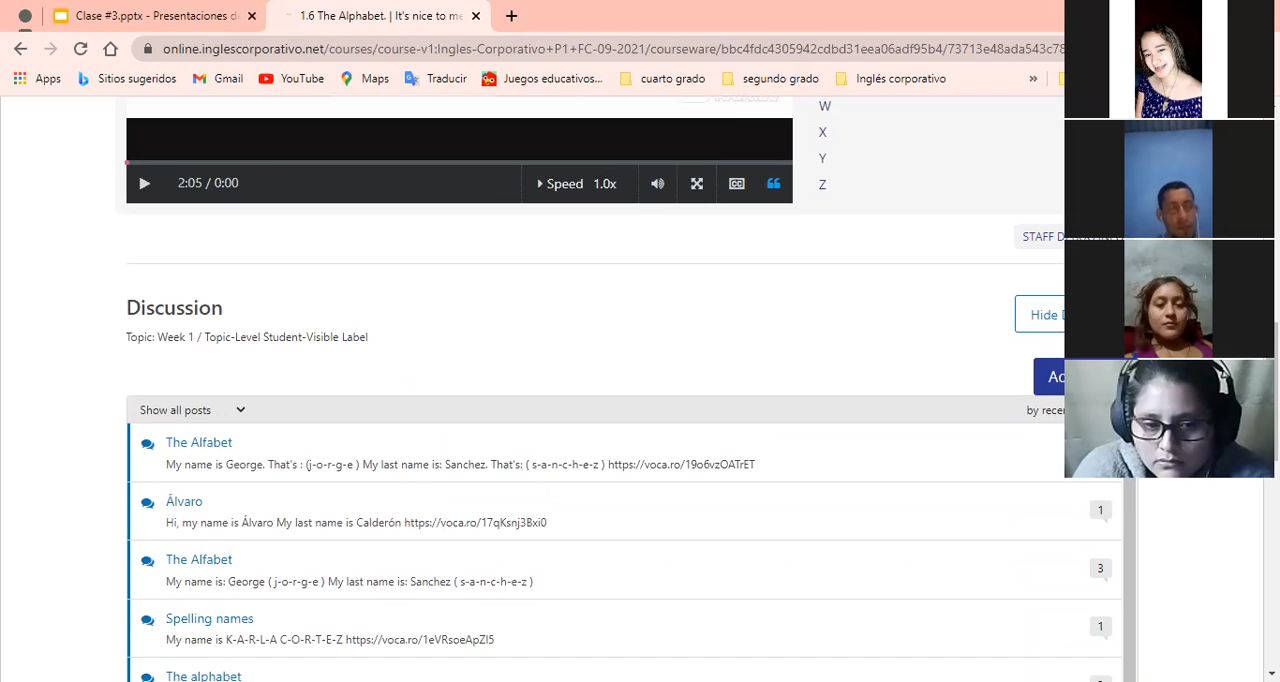 Clase #3.pptx - Presentaciones d
1.6 The Alphabet. | It's nice to me
online.inglescorporativo.net/courses/course-v1:Ingles-Corporativo+P1+FC-09-2021/courseware/bbc4fdc4305942cdbd31eea06adf95b4/73713e48ada543c78
Apps
Sitios sugeridos
Gmail
YouTube
Maps
Traducir
Juegos educativos...
cuarto grado
segundo grado
Inglés corporativo
»
W
X
Y
Z
2:05 / 0:00
Speed 1.0x
STAFF D
Discussion
Hide
Topic: Week 1 / Topic-Level Student-Visible Label
Show all posts
by recen
The Alfabet
My name is George. That's : (j-o-r-g-e ) My last name is: Sanchez. That's: ( s-a-n-c-h-e-z ) https://voca.ro/19o6vzOATrET
Álvaro
Hi, my name is Álvaro My last name is Calderón https://voca.ro/17qKsnj3Bxi0
1
The Alfabet
My name is: George ( j-o-r-g-e ) My last name is: Sanchez ( s-a-n-c-h-e-z )
3
Spelling names
My name is K-A-R-L-A C-O-R-T-E-Z https://voca.ro/1eVRsoeApZI5
1
The alphabet